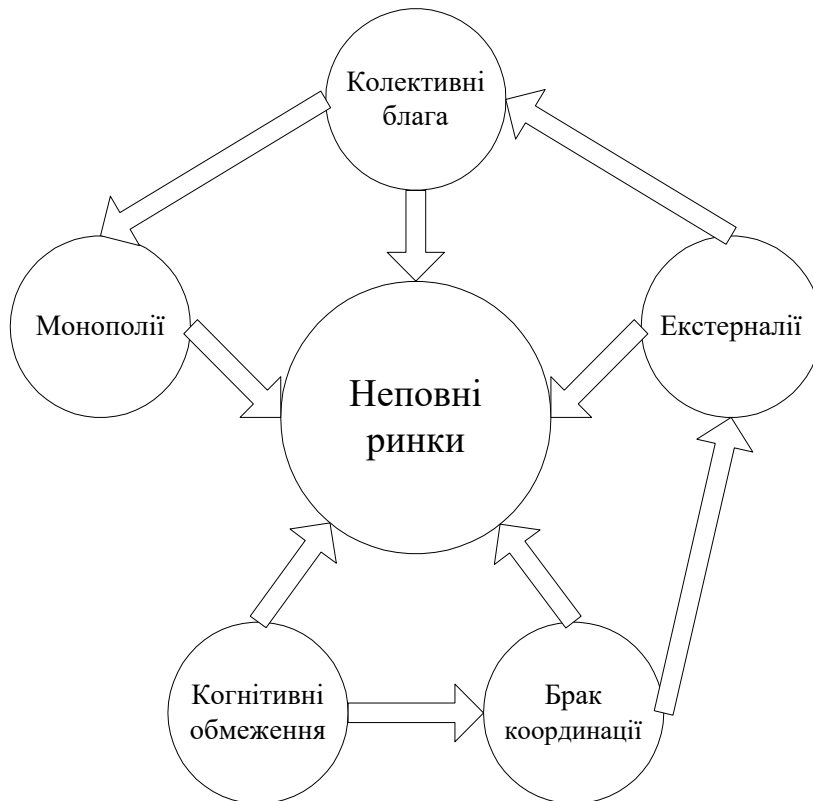 Колективні
блага
Монополії
Екстерналії
Неповні
ринки
Когнітивні
обмеження
Брак
координації